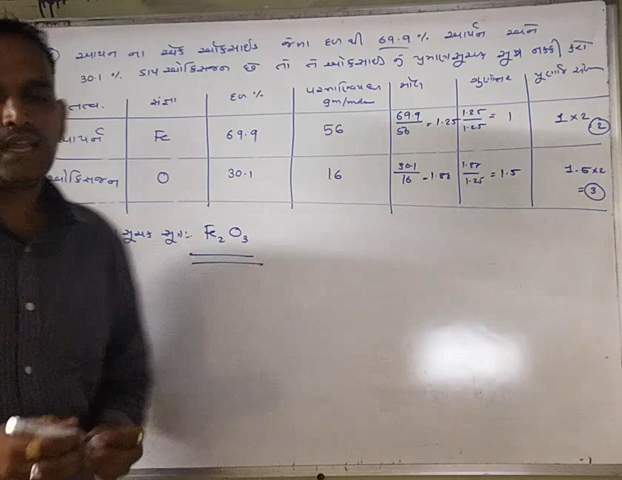 આયર્ન ના એક ઓક્સાઈડ જેમા દળ થી 69.9 % આયર્ન અને
30.1 % ડાયઓક્સિજન છે તો તે ઓક્સાઈડ નું પ્રમાણસૂચક સૂત્ર નક્કી કરો
તત્વ. સંજ્ઞા દળ % gm/mole મોલ ગુણોત્તર
આયર્ન Fe 69.9 56 69.9/56 = 1.25 1.25/1.25 = 1 1 x 2 2
ઓક્સિજન O 30.1 16 30.1/16 = 1.88 1.88/1.25 = 1.5 1.5 x 2 = 3
સૂચક સૂત્ર: Fe2O3